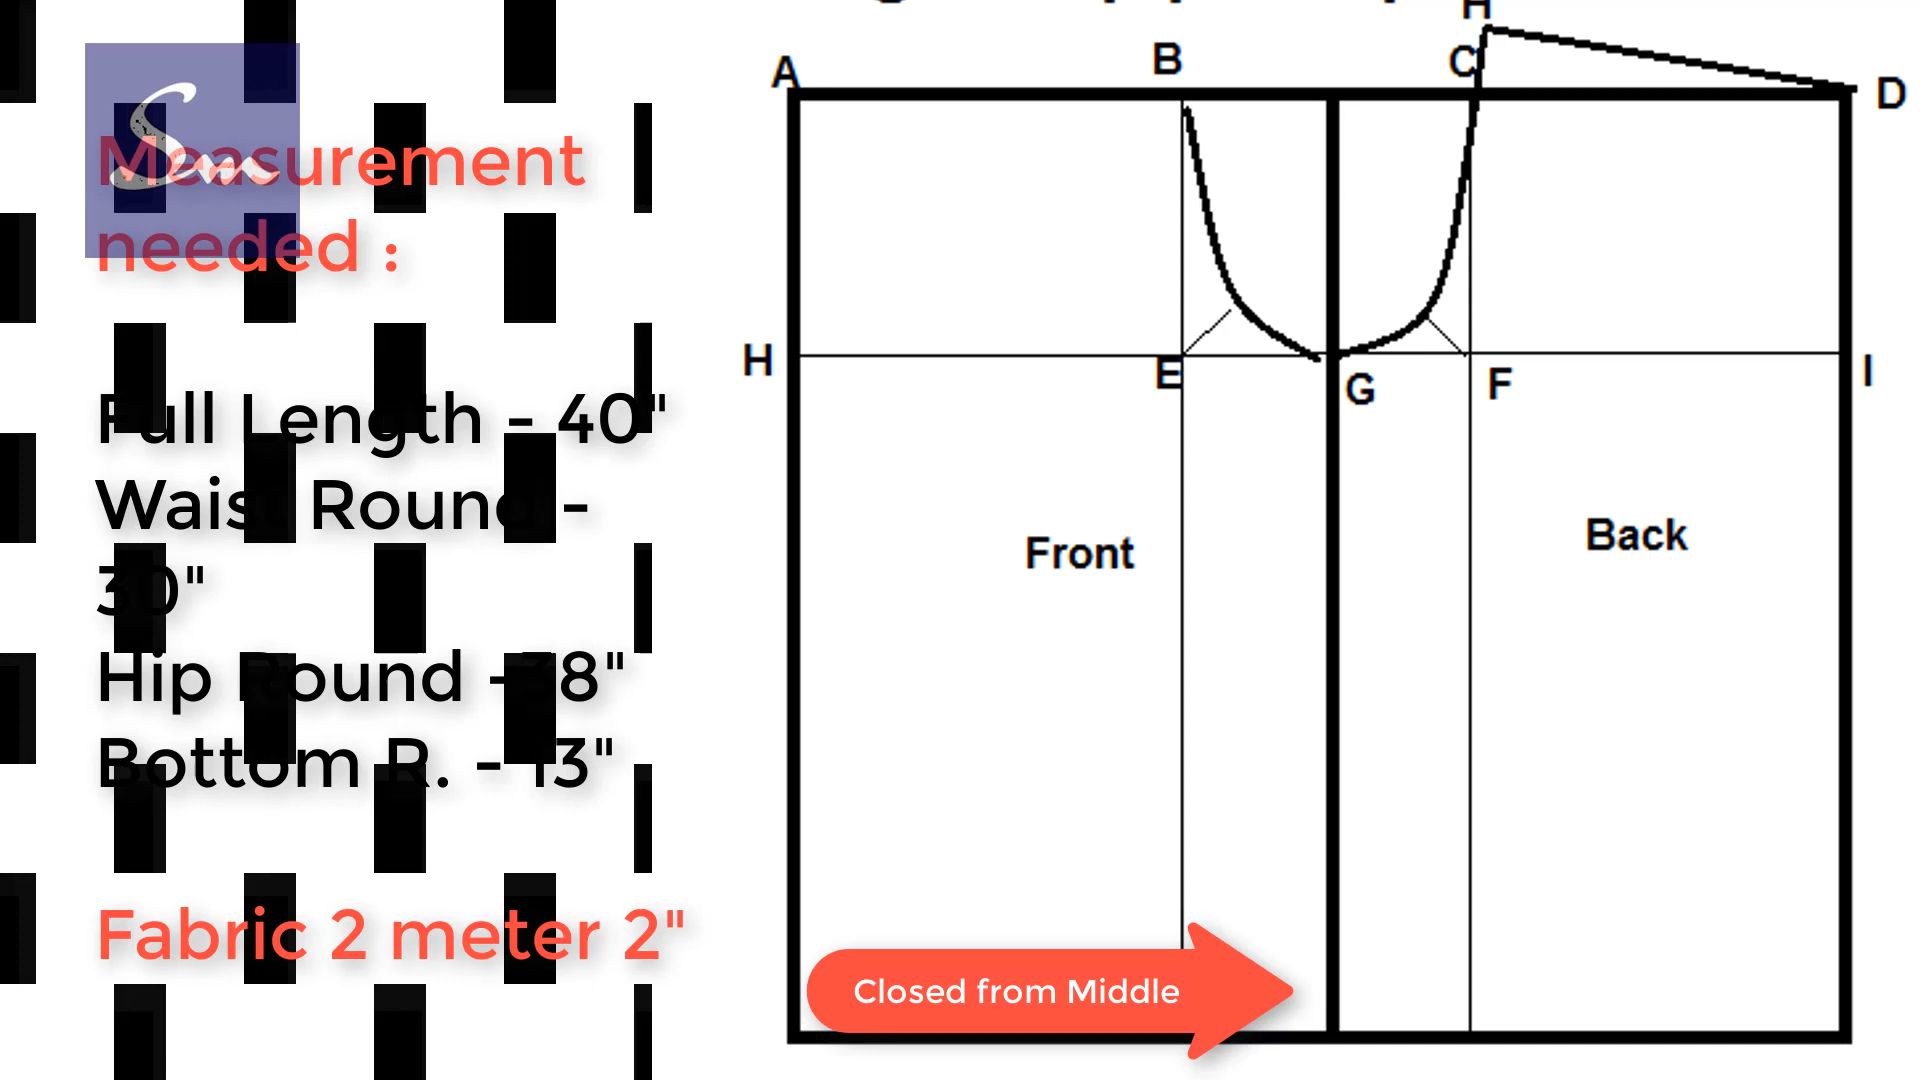 Sm
Measurement
needed :
Full Length - 40"
Waist Round -
30"
Hip Round -38"
Bottom R. - 13"
Fabric 2 meter 2"
H
A
B
C
D
H
E
G
F
I
Front
Back
Closed from Middle